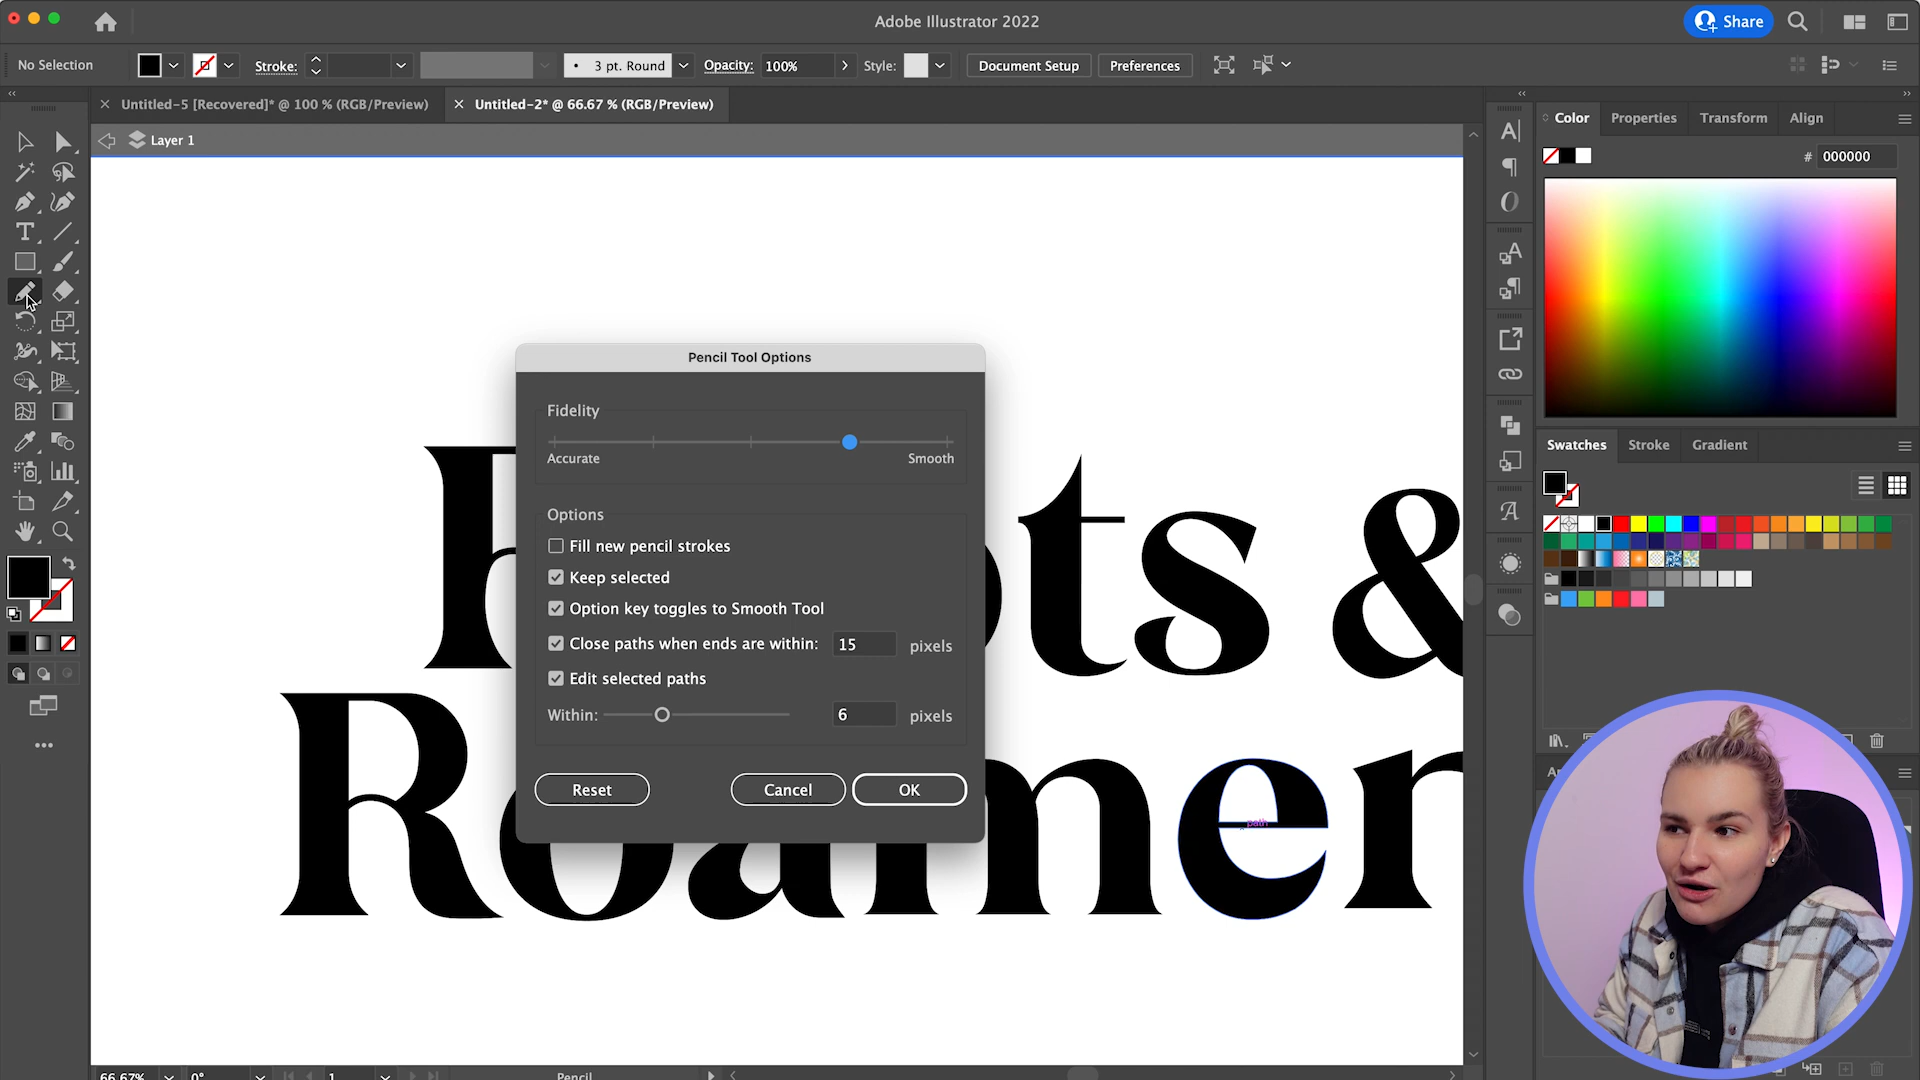 Adobe Illustrator 2022
Share
No Selection
Stroke:
3 pt. Round
Opacity:
100%
Style:
Document Setup
Preferences
Untitled-5 [Recovered]* @ 100 % (RGB/Preview)
Untitled-2* @ 66.67 % (RGB/Preview)
Layer 1
Color
Properties
Transform
Align
# 000000
Pencil Tool Options
Fidelity
Accurate
Smooth
Options
Fill new pencil strokes
Keep selected
Option key toggles to Smooth Tool
Close paths when ends are within:
15
pixels
Edit selected paths
Within:
6
pixels
Reset
Cancel
OK
Swatches
Stroke
Gradient
ts &
Roamer
path
66.67%
0°
1
Pencil